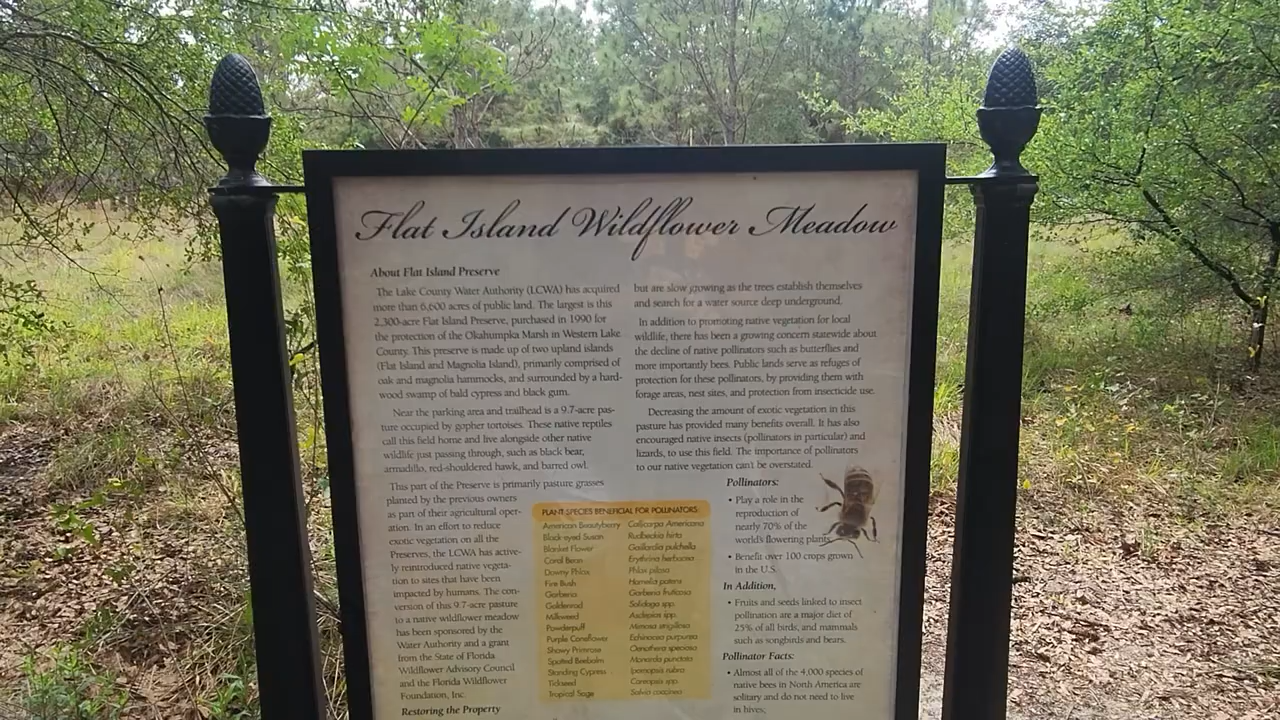 Flat Island Wildflower Meadow
About Flat Island Preserve
The Lake County Water Authority (LCWA) has acquired
more than 6,600 acres of public land. The largest is this
2,300-acre Flat Island Preserve, purchased in 1990 for
the protection of the Okahumpka Marsh in Western Lake
County. This preserve is made up of two upland islands
(Flat Island and Magnolia Island), primarily comprised of
oak and magnolia hammocks, and surrounded by a hard-
wood swamp of bald cypress and black gum.
Near the parking area and trailhead is a 9.7-acre pas-
ture occupied by gopher tortoises. These native reptiles
call this field home and live alongside other native
wildlife just passing through, such as black bear,
armadillo, red-shouldered hawk, and barred owl.
This part of the Preserve is primarily pasture grasses
planted by the previous owners
as part of their agricultural oper-
ation. In an effort to reduce
exotic vegetation on all the
Preserves, the LCWA has active-
ly reintroduced native vegeta-
tion to sites that have been
impacted by humans. The con-
version of this 9.7-acre pasture
to a native wildflower meadow
has been sponsored by the
Water Authority and a grant
from the State of Florida
Wildflower Advisory Council
and the Florida Wildflower
Foundation, Inc.
Restoring the Property
PLANT SPECIES BENEFICIAL FOR POLLINATORS:
American Beautyberry Callicarpa Americana
Black-eyed Susan Rudbeckia hirta
Blanket Flower Gaillardia pulchella
Coral Bean Erythrina herbacea
Downy Phlox Phlox pilosa
Fire Bush Hamelia patens
Garberia Garberia fruticosa
Goldenrod Solidago spp.
Milkweed Asclepias spp.
Powderpuff Mimosa strigillosa
Purple Coneflower Echinacea purpurea
Showy Primrose Oenothera speciosa
Spotted Beebalm Monarda punctata
Standing Cypress Ipomopsis rubra
Tickseed Coreopsis spp.
Tropical Sage Salvia coccinea
but are slow growing as the trees establish themselves
and search for a water source deep underground.
In addition to promoting native vegetation for local
wildlife, there has been a growing concern statewide about
the decline of native pollinators such as butterflies and
more importantly bees. Public lands serve as refuges of
protection for these pollinators, by providing them with
forage areas, nest sites, and protection from insecticide use.
Decreasing the amount of exotic vegetation in this
pasture has provided many benefits overall. It has also
encouraged native insects (pollinators in particular) and
lizards, to use this field. The importance of pollinators
to our native vegetation can't be overstated.
Pollinators:
• Play a role in the
reproduction of
nearly 70% of the
world's flowering plants.
• Benefit over 100 crops grown
in the U.S.
In Addition,
• Fruits and seeds linked to insect
pollination are a major diet of
25% of all birds, and mammals
such as songbirds and bears.
Pollinator Facts:
• Almost all of the 4,000 species of
native bees in North America are
solitary and do not need to live
in hives,